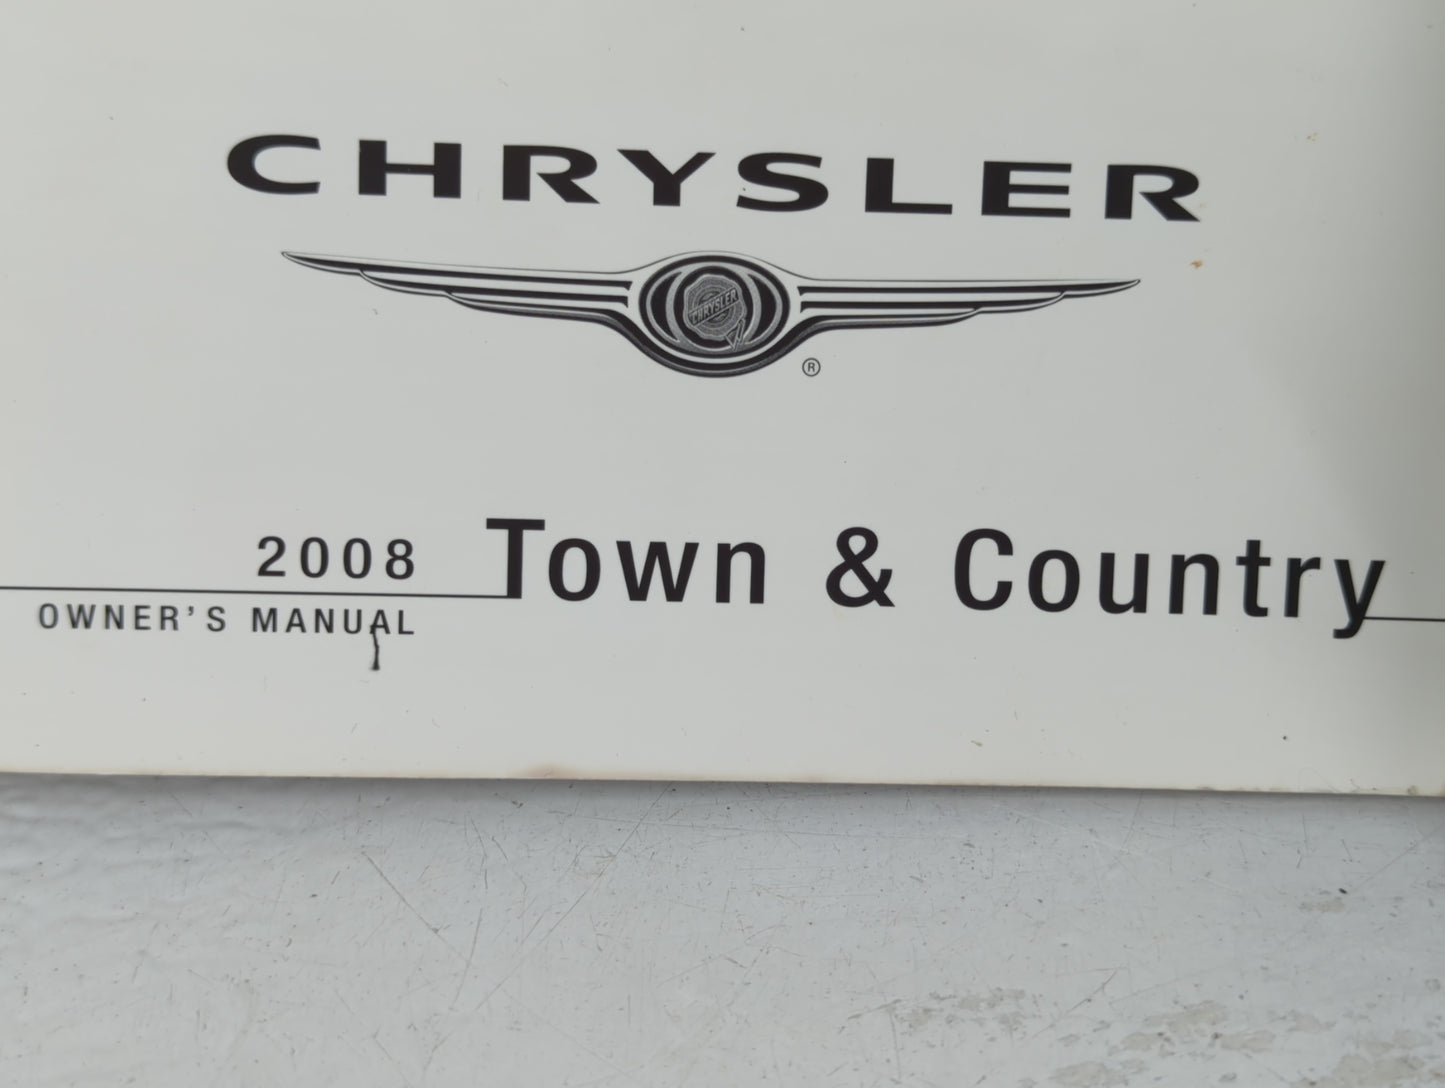 CHRYSLER
CHRYSLER
®
2008 Town & Country
OWNER'S MANUAL